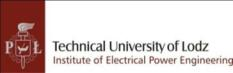 P Ł
Technical University of Lodz
Institute of Electrical Power Engineering